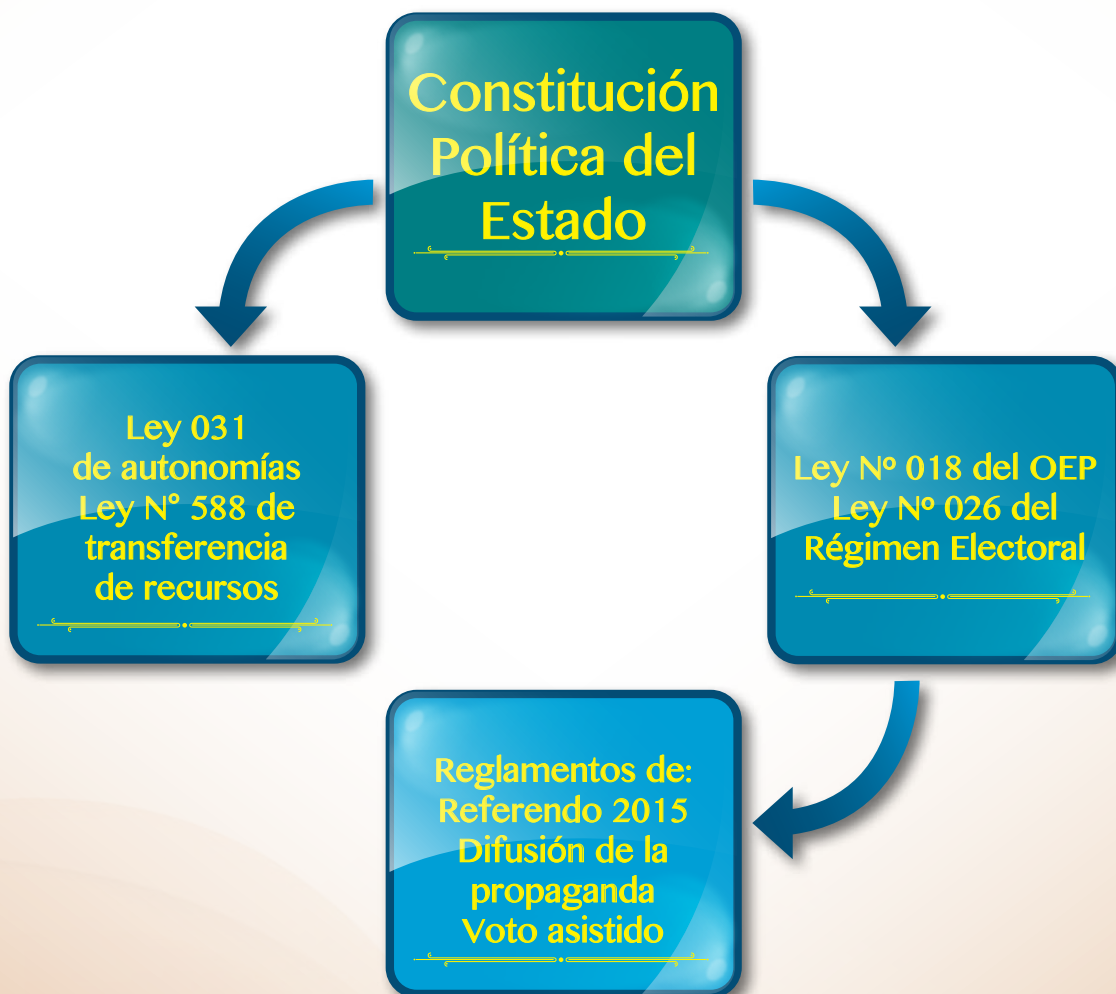 Constitución
Política del
Estado
Ley 031
de autonomías
Ley N° 588 de
transferencia
de recursos
Ley Nº 018 del OEP
Ley Nº 026 del
Régimen Electoral
Reglamentos de:
Referendo 2015
Difusión de la
propaganda
Voto asistido